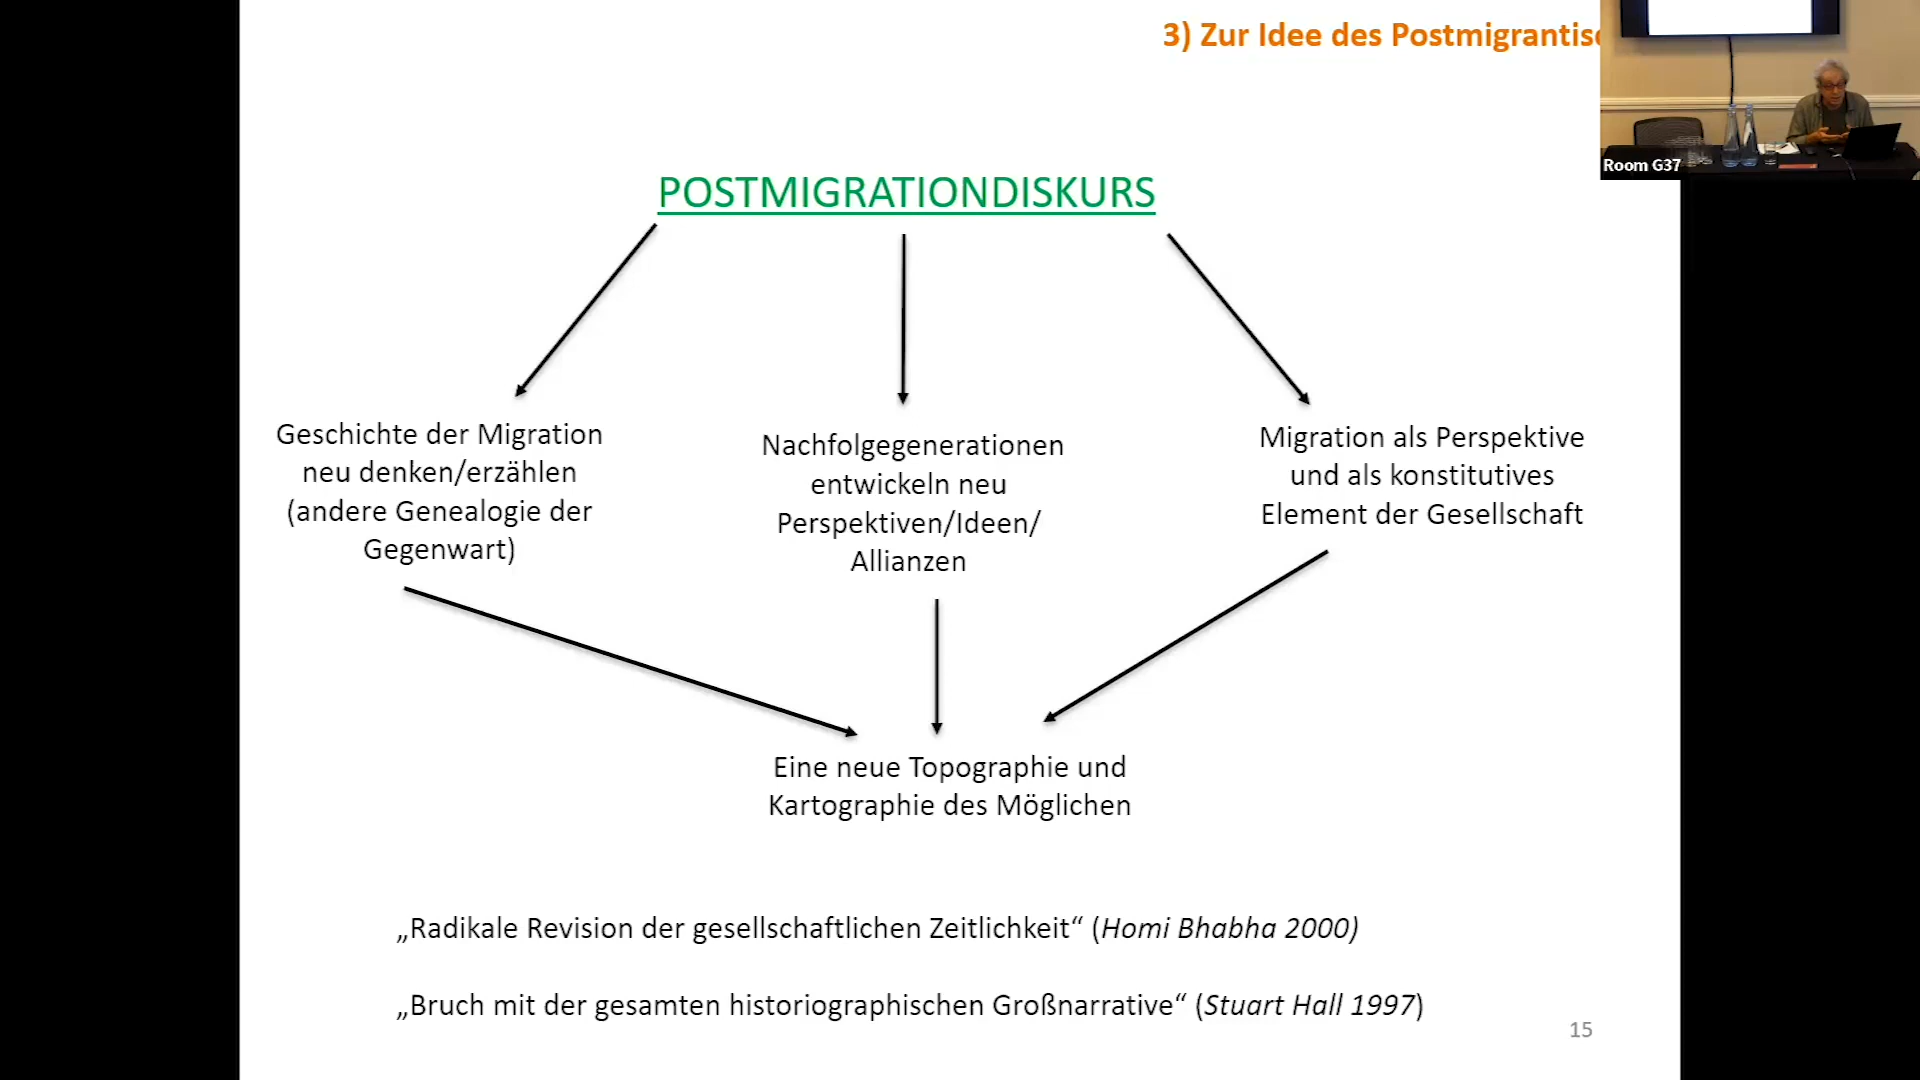 3) Zur Idee des Postmigrantisc
Room G37
POSTMIGRATIONDISKURS
Geschichte der Migration
neu denken/erzählen
(andere Genealogie der
Gegenwart)
Nachfolgegenerationen
entwickeln neu
Perspektiven/Ideen/
Allianzen
Migration als Perspektive
und als konstitutives
Element der Gesellschaft
Eine neue Topographie und
Kartographie des Möglichen
„Radikale Revision der gesellschaftlichen Zeitlichkeit“ (Homi Bhabha 2000)
„Bruch mit der gesamten historiographischen Großnarrative“ (Stuart Hall 1997)
15